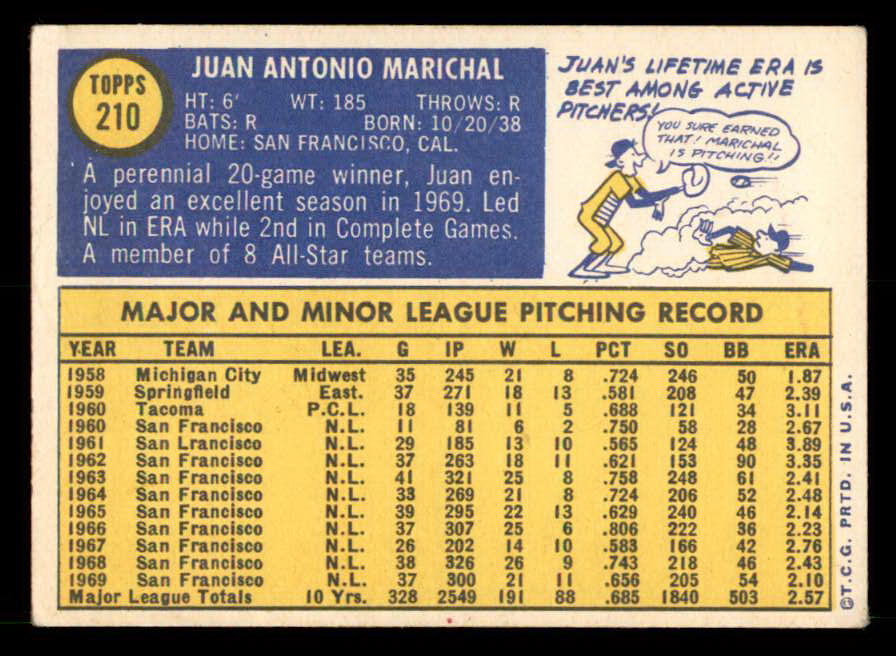 TOPPS
210
JUAN ANTONIO MARICHAL
HT: 6' WT: 185 THROWS: R
BATS: R BORN: 10/20/38
HOME: SAN FRANCISCO, CAL.
A perennial 20-game winner, Juan en-
joyed an excellent season in 1969. Led
NL in ERA while 2nd in Complete Games.
A member of 8 All-Star teams.
JUAN'S LIFETIME ERA IS
BEST AMONG ACTIVE
PITCHERS!
YOU SURE EARNED
THAT! MARICHAL
IS PITCHING!!
MAJOR AND MINOR LEAGUE PITCHING RECORD
YEAR TEAM LEA. G IP W L PCT SO BB ERA
1958 Michigan City Midwest 35 245 21 8 .724 246 50 1.87
1959 Springfield East. 37 271 18 13 .581 208 47 2.39
1960 Tacoma P.C.L. 18 139 11 5 .688 121 34 3.11
1960 San Francisco N.L. 11 81 6 2 .750 58 28 2.67
1961 San Lrancisco N.L. 29 185 13 10 .565 124 48 3.89
1962 San Francisco N.L. 37 263 18 11 .621 153 90 3.35
1963 San Francisco N.L. 41 321 25 8 .758 248 61 2.41
1964 San Francisco N.L. 33 269 21 8 .724 206 52 2.48
1965 San Francisco N.L. 39 295 22 13 .629 240 46 2.14
1966 San Francisco N.L. 37 307 25 6 .806 222 36 2.23
1967 San Francisco N.L. 26 202 14 10 .583 166 42 2.76
1968 San Francisco N.L. 38 326 26 9 .743 218 46 2.43
1969 San Francisco N.L. 37 300 21 11 .656 205 54 2.10
Major League Totals 10 Yrs. 328 2549 191 88 .685 1840 503 2.57
©T.C.G. PRTD. IN U.S.A.